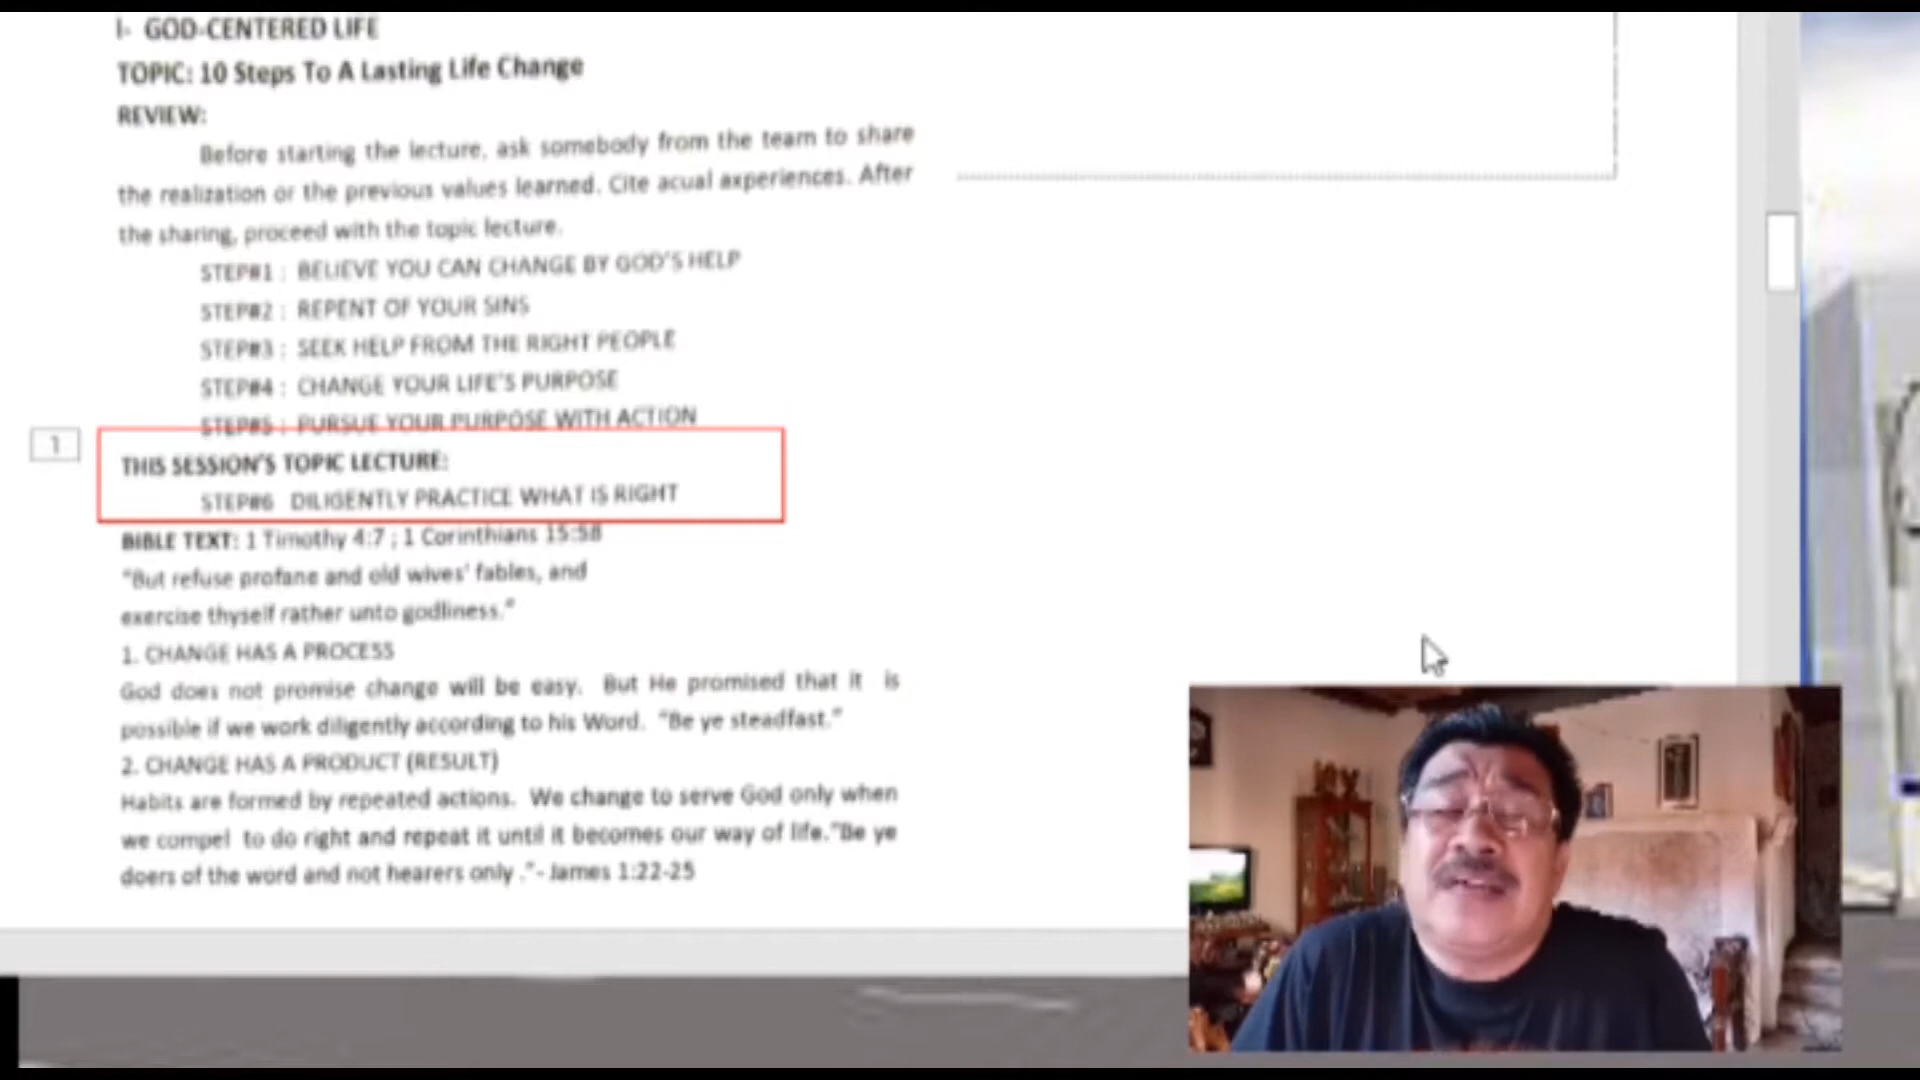 I- GOD-CENTERED LIFE
TOPIC: 10 Steps To A Lasting Life Change
REVIEW:
Before starting the lecture, ask somebody from the team to share
the realization or the previous values learned. Cite acual axperiences. After
the sharing, proceed with the topic lecture.
STEP#1 : BELIEVE YOU CAN CHANGE BY GOD'S HELP
STEP#2 : REPENT OF YOUR SINS
STEP#3 : SEEK HELP FROM THE RIGHT PEOPLE
STEP#4 : CHANGE YOUR LIFE'S PURPOSE
STEP#5 : PURSUE YOUR PURPOSE WITH ACTION
1
THIS SESSION'S TOPIC LECTURE:
STEP#6 DILIGENTLY PRACTICE WHAT IS RIGHT
BIBLE TEXT: 1 Timothy 4:7 ; 1 Corinthians 15:58
"But refuse profane and old wives' fables, and
exercise thyself rather unto godliness."
1. CHANGE HAS A PROCESS
God does not promise change will be easy. But He promised that it is
possible if we work diligently according to his Word. "Be ye steadfast."
2. CHANGE HAS A PRODUCT (RESULT)
Habits are formed by repeated actions. We change to serve God only when
we compel to do right and repeat it until it becomes our way of life."Be ye
doers of the word and not hearers only ."- James 1:22-25